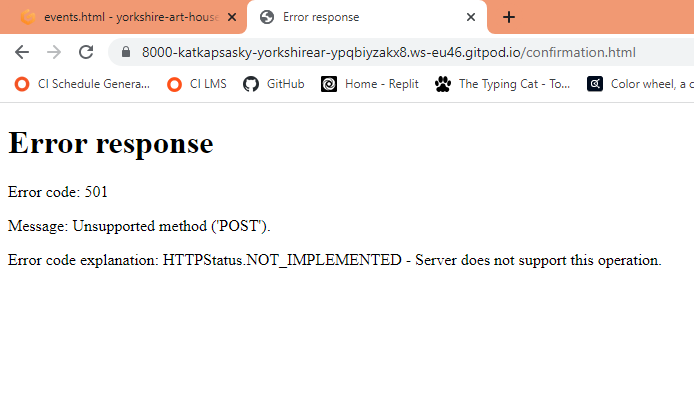 events.html - yorkshire-art-house
Error response
8000-katkapsasky-yorkshirear-ypqbiyzakx8.ws-eu46.gitpod.io/confirmation.html
CI Schedule Genera...
CI LMS
GitHub
Home - Replit
The Typing Cat - To...
Color wheel, a c
Error response
Error code: 501
Message: Unsupported method ('POST').
Error code explanation: HTTPStatus.NOT_IMPLEMENTED - Server does not support this operation.